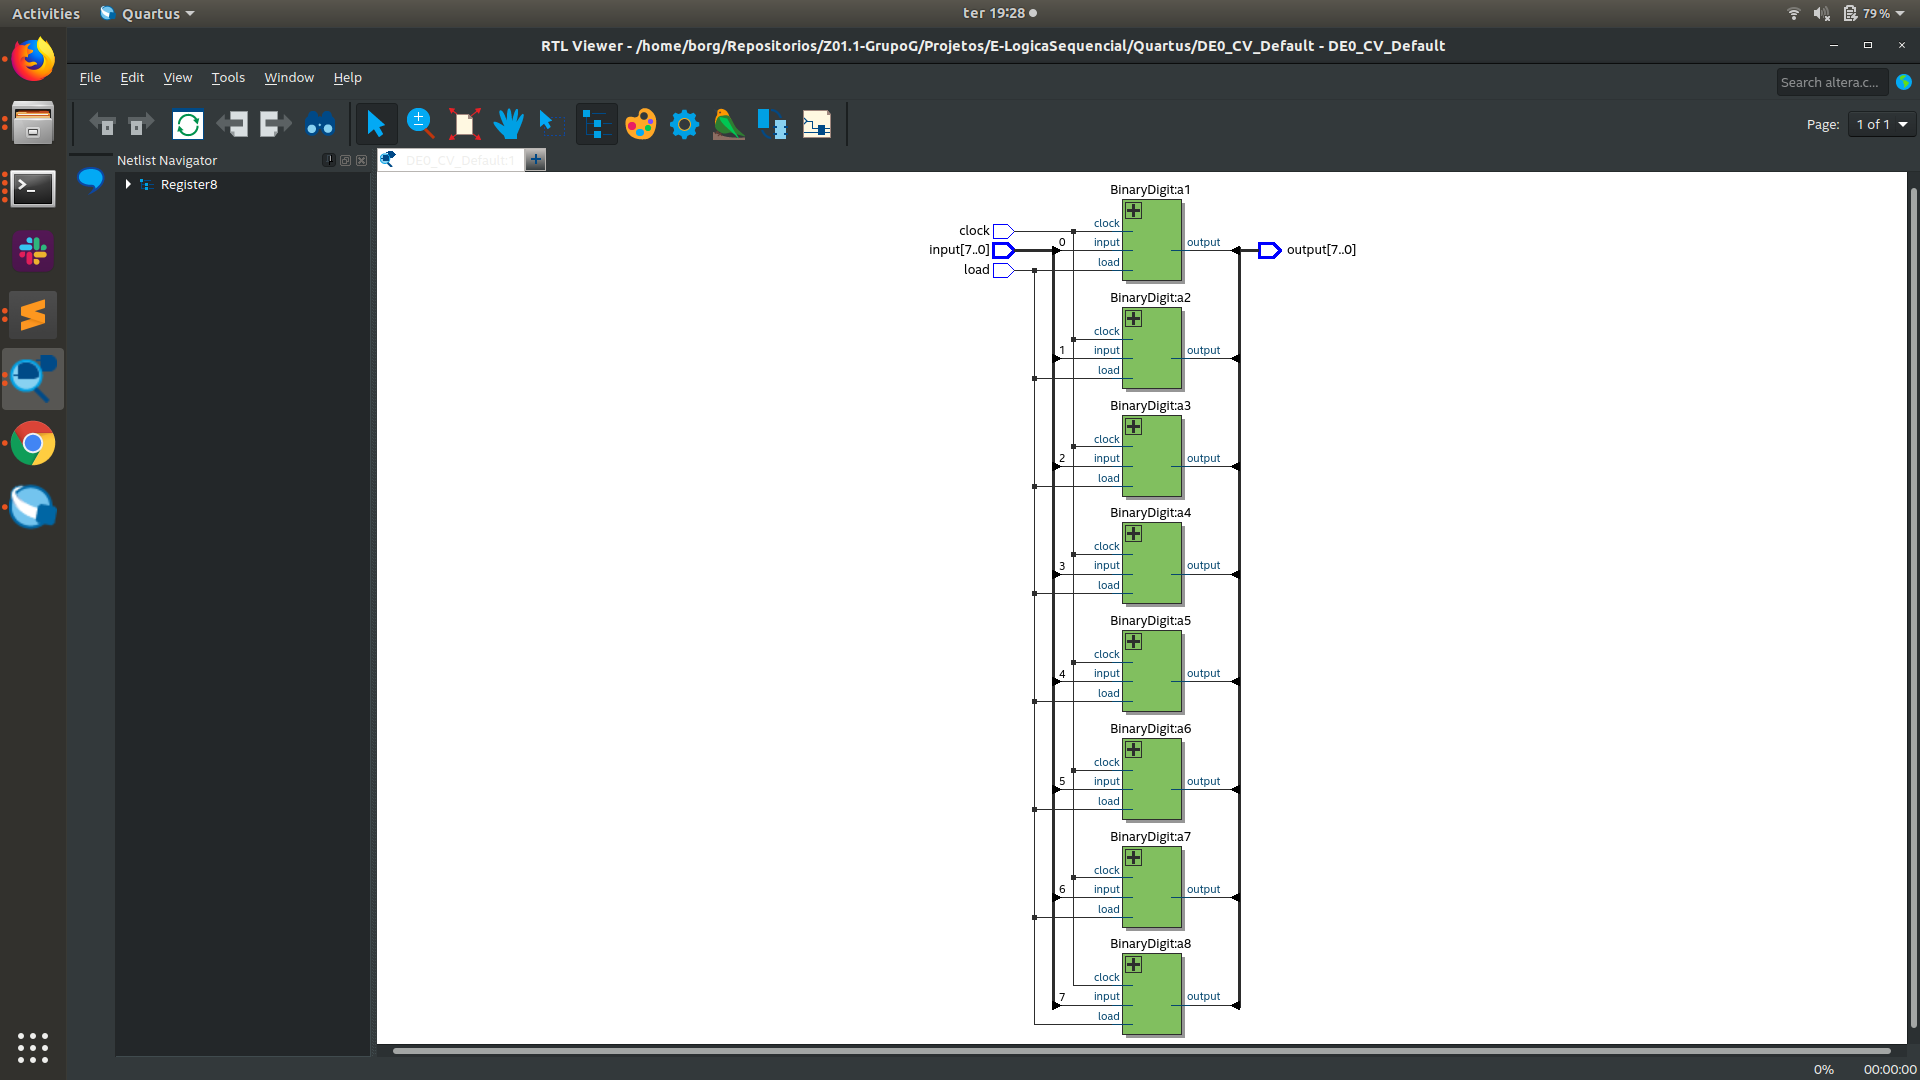 Activities Quartus ter 19:28 79 %
RTL Viewer - /home/borg/Repositorios/Z01.1-GrupoG/Projetos/E-LogicaSequencial/Quartus/DE0_CV_Default - DE0_CV_Default
File Edit View Tools Window Help Search altera.c...
Page: 1 of 1
Netlist Navigator DE0_CV_Default:1
Register8
BinaryDigit:a1
clock clock
input[7..0] 0 input output output[7..0]
load load
BinaryDigit:a2
clock
1 input output
load
BinaryDigit:a3
clock
2 input output
load
BinaryDigit:a4
clock
3 input output
load
BinaryDigit:a5
clock
4 input output
load
BinaryDigit:a6
clock
5 input output
load
BinaryDigit:a7
clock
6 input output
load
BinaryDigit:a8
clock
7 input output
load
0% 00:00:00